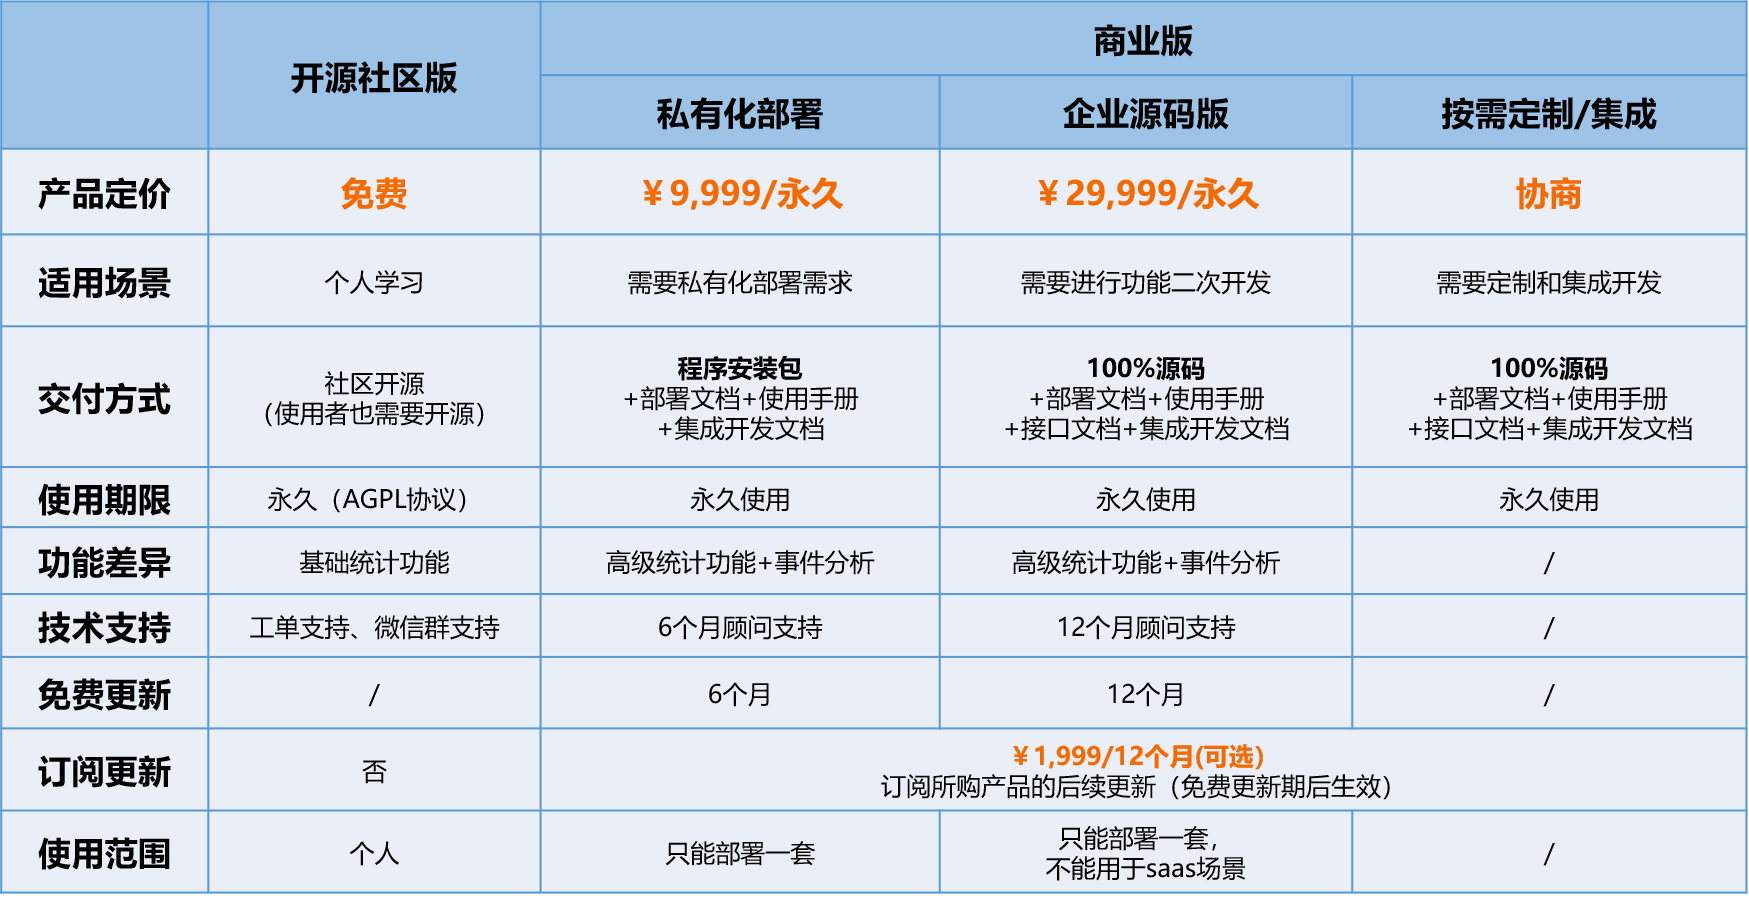 开源社区版
商业版
私有化部署
企业源码版
按需定制/集成
产品定价
免费
¥9,999/永久
¥29,999/永久
协商
适用场景
个人学习
需要私有化部署需求
需要进行功能二次开发
需要定制和集成开发
交付方式
社区开源
（使用者也需要开源）
程序安装包
+部署文档+使用手册
+集成开发文档
100%源码
+部署文档+使用手册
+接口文档+集成开发文档
100%源码
+部署文档+使用手册
+接口文档+集成开发文档
使用期限
永久（AGPL协议）
永久使用
永久使用
永久使用
功能差异
基础统计功能
高级统计功能+事件分析
高级统计功能+事件分析
/
技术支持
工单支持、微信群支持
6个月顾问支持
12个月顾问支持
/
免费更新
/
6个月
12个月
/
订阅更新
否
¥1,999/12个月(可选）
订阅所购产品的后续更新（免费更新期后生效）
使用范围
个人
只能部署一套
只能部署一套，
不能用于saas场景
/